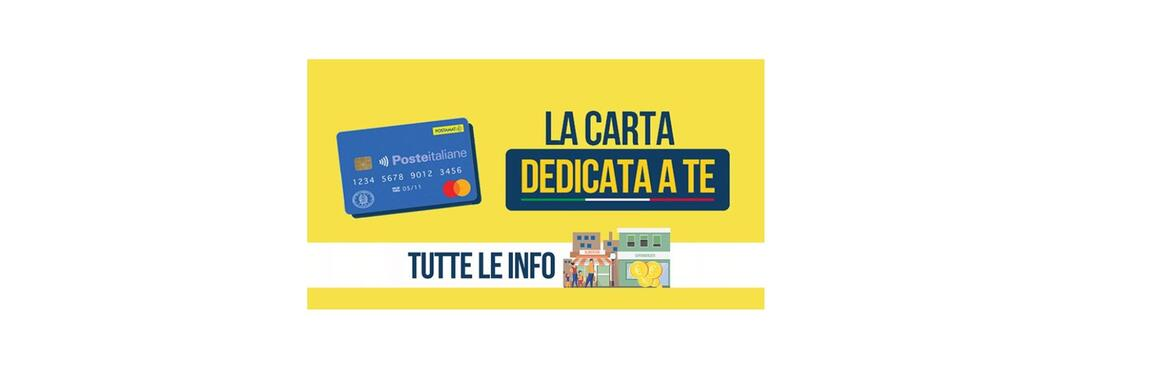 POSTAMAT
Posteitaliane
1234 5678 9012 3456
05/11
LA CARTA
DEDICATA A TE
TUTTE LE INFO